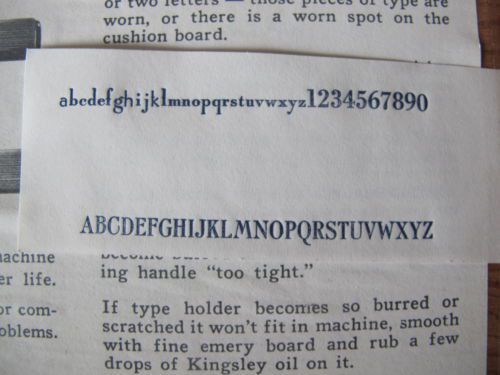 or two letters — those pieces of type are
worn, or there is a worn spot on the
cushion board.
abcdefghijklmnopqrstuvwxyz1234567890
ABCDEFGHIJKLMNOPQRSTUVWXYZ
machine
er life.
or com-
oblems.
ing handle “too tight.”
If type holder becomes so burred or
scratched it won’t fit in machine, smooth
with fine emery board and rub a few
drops of Kingsley oil on it.